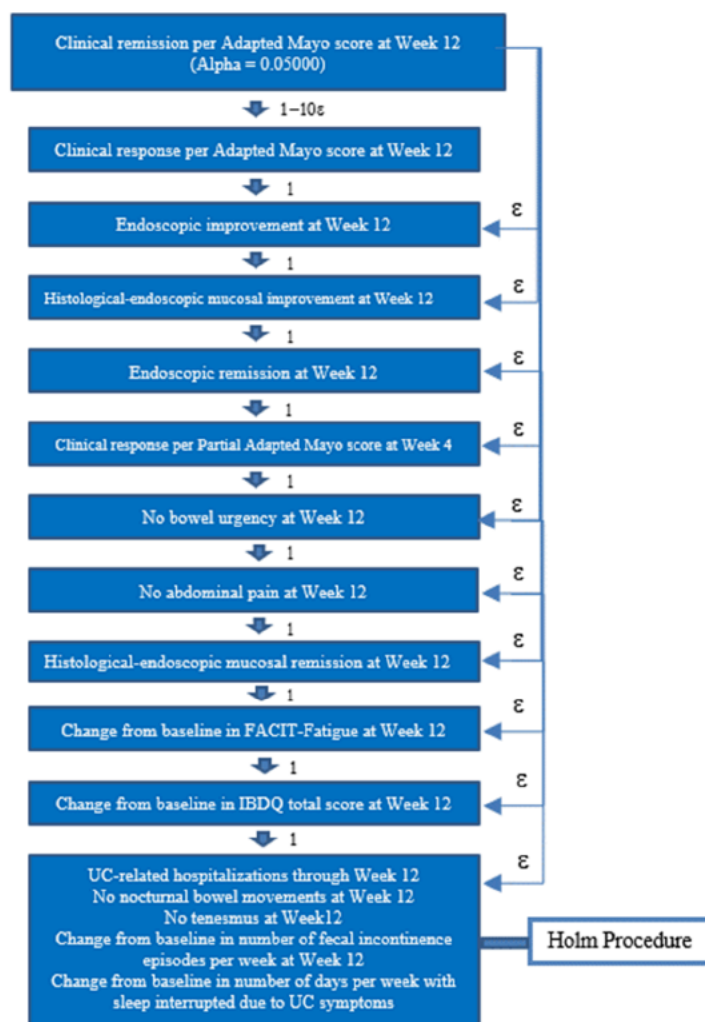 Clinical remission per Adapted Mayo score at Week 12
(Alpha = 0.05000)
1−10ε
Clinical response per Adapted Mayo score at Week 12
1
Endoscopic improvement at Week 12
ε
1
Histological-endoscopic mucosal improvement at Week 12
ε
1
Endoscopic remission at Week 12
ε
1
Clinical response per Partial Adapted Mayo score at Week 4
ε
1
No bowel urgency at Week 12
ε
1
No abdominal pain at Week 12
ε
1
Histological-endoscopic mucosal remission at Week 12
ε
1
Change from baseline in FACIT-Fatigue at Week 12
ε
1
Change from baseline in IBDQ total score at Week 12
ε
1
UC-related hospitalizations through Week 12
No nocturnal bowel movements at Week 12
No tenesmus at Week12
Change from baseline in number of fecal incontinence
episodes per week at Week 12
Change from baseline in number of days per week with
sleep interrupted due to UC symptoms
ε
Holm Procedure